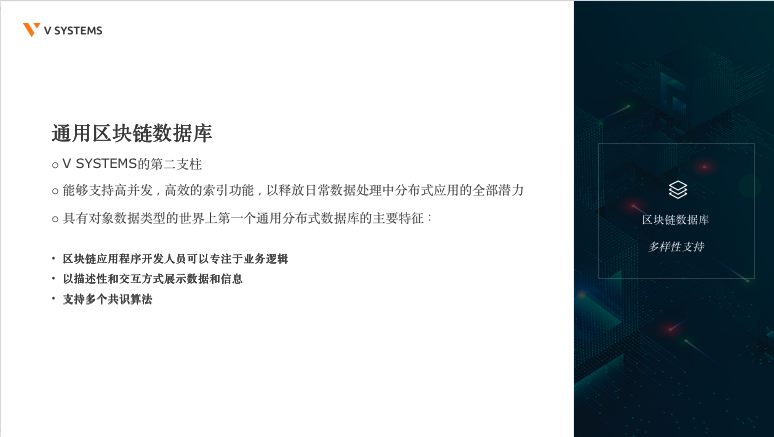 V SYSTEMS
通用区块链数据库
○ V SYSTEMS的第二支柱
○ 能够支持高并发，高效的索引功能，以释放日常数据处理中分布式应用的全部潜力
○ 具有对象数据类型的世界上第一个通用分布式数据库的主要特征：
• 区块链应用程序开发人员可以专注于业务逻辑
• 以描述性和交互方式展示数据和信息
• 支持多个共识算法
区块链数据库
多样性支持